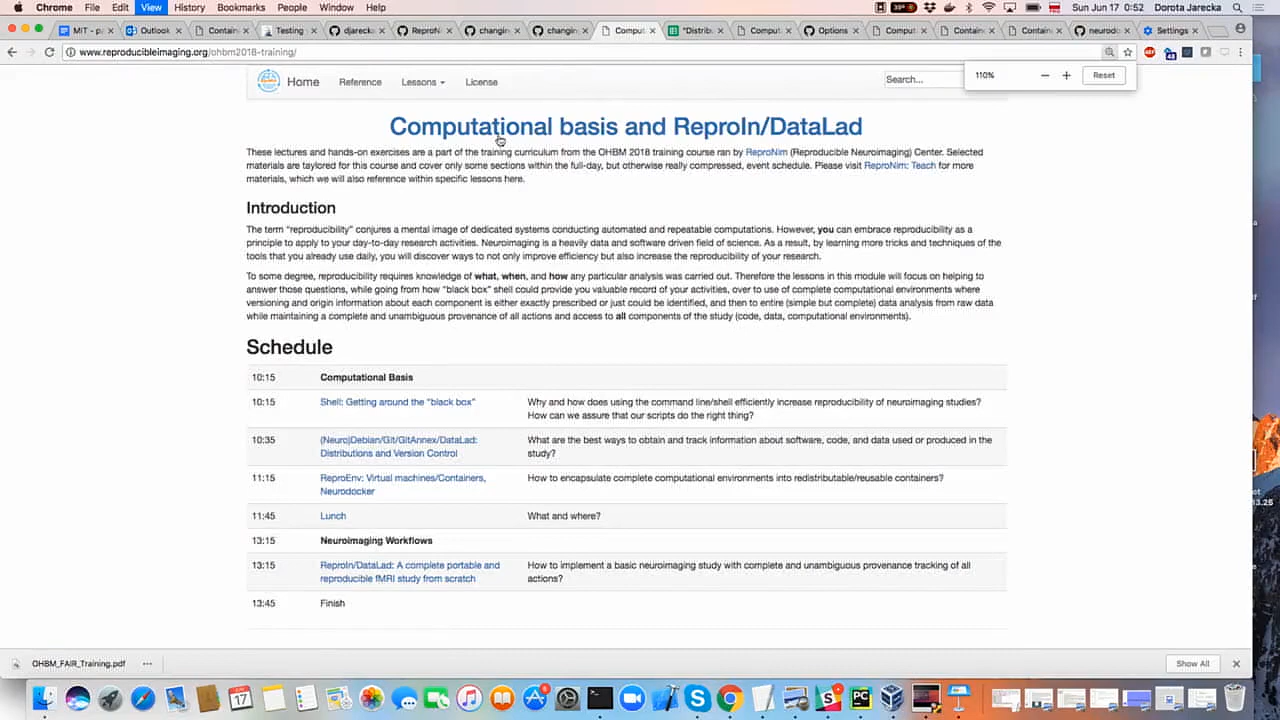 Chrome File Edit View History Bookmarks People Window Help
Sun Jun 17 0:52 Dorota Jarecka
MIT - p Outlook Contain Testing djareck ReproN changin changin Comput "Distrib. Comput Options Comput Contain Contain neurod Settings
www.reproducibleimaging.org/ohbm2018-training/
110% − + Reset
Home Reference Lessons License Search...
Computational basis and ReproIn/DataLad
These lectures and hands-on exercises are a part of the training curriculum from the OHBM 2018 training course ran by ReproNim (Reproducible Neuroimaging) Center. Selected
materials are taylored for this course and cover only some sections within the full-day, but otherwise really compressed, event schedule. Please visit ReproNim: Teach for more
materials, which we will also reference within specific lessons here.
Introduction
The term “reproducibility” conjures a mental image of dedicated systems conducting automated and repeatable computations. However, you can embrace reproducibility as a
principle to apply to your day-to-day research activities. Neuroimaging is a heavily data and software driven field of science. As a result, by learning more tricks and techniques of the
tools that you already use daily, you will discover ways to not only improve efficiency but also increase the reproducibility of your research.
To some degree, reproducibility requires knowledge of what, when, and how any particular analysis was carried out. Therefore the lessons in this module will focus on helping to
answer those questions, while going from how “black box” shell could provide you valuable record of your activities, over to use of complete computational environments where
versioning and origin information about each component is either exactly prescribed or just could be identified, and then to entire (simple but complete) data analysis from raw data
while maintaining a complete and unambiguous provenance of all actions and access to all components of the study (code, data, computational environments).
Schedule
10:15 Computational Basis
10:15 Shell: Getting around the “black box” Why and how does using the command line/shell efficiently increase reproducibility of neuroimaging studies?
How can we assure that our scripts do the right thing?
10:35 (Neuro)Debian/Git/GitAnnex/DataLad: What are the best ways to obtain and track information about software, code, and data used or produced in the
Distributions and Version Control study?
11:15 ReproEnv: Virtual machines/Containers, How to encapsulate complete computational environments into redistributable/reusable containers?
Neurodocker
11:45 Lunch What and where?
13:15 Neuroimaging Workflows
13:15 ReproIn/DataLad: A complete portable and How to implement a basic neuroimaging study with complete and unambiguous provenance tracking of all
reproducible fMRI study from scratch actions?
13:45 Finish
OHBM_FAIR_Training.pdf Show All